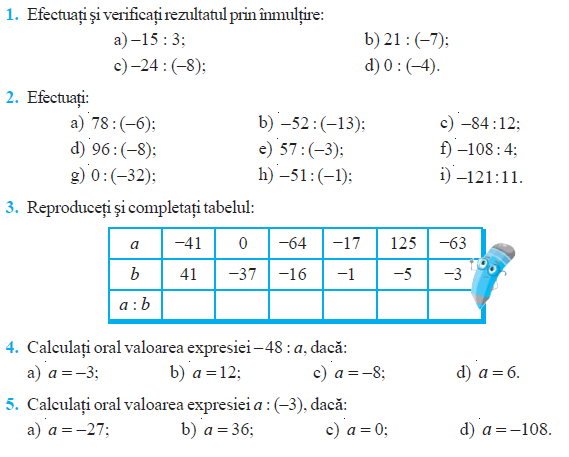 1. Efectuați și verificați rezultatul prin înmulțire:
a) −15 : 3; b) 21 : (−7);
c) −24 : (−8); d) 0 : (−4).
2. Efectuați:
a) 78 : (−6); b) −52 : (−13); c) −84 : 12;
d) 96 : (−8); e) 57 : (−3); f) −108 : 4;
g) 0 : (−32); h) −51 : (−1); i) −121 : 11.
3. Reproduceți și completați tabelul:
a −41 0 −64 −17 125 −63
b 41 −37 −16 −1 −5 −3
a : b
4. Calculați oral valoarea expresiei −48 : a, dacă:
a) a = −3; b) a = 12; c) a = −8; d) a = 6.
5. Calculați oral valoarea expresiei a : (−3), dacă:
a) a = −27; b) a = 36; c) a = 0; d) a = −108.